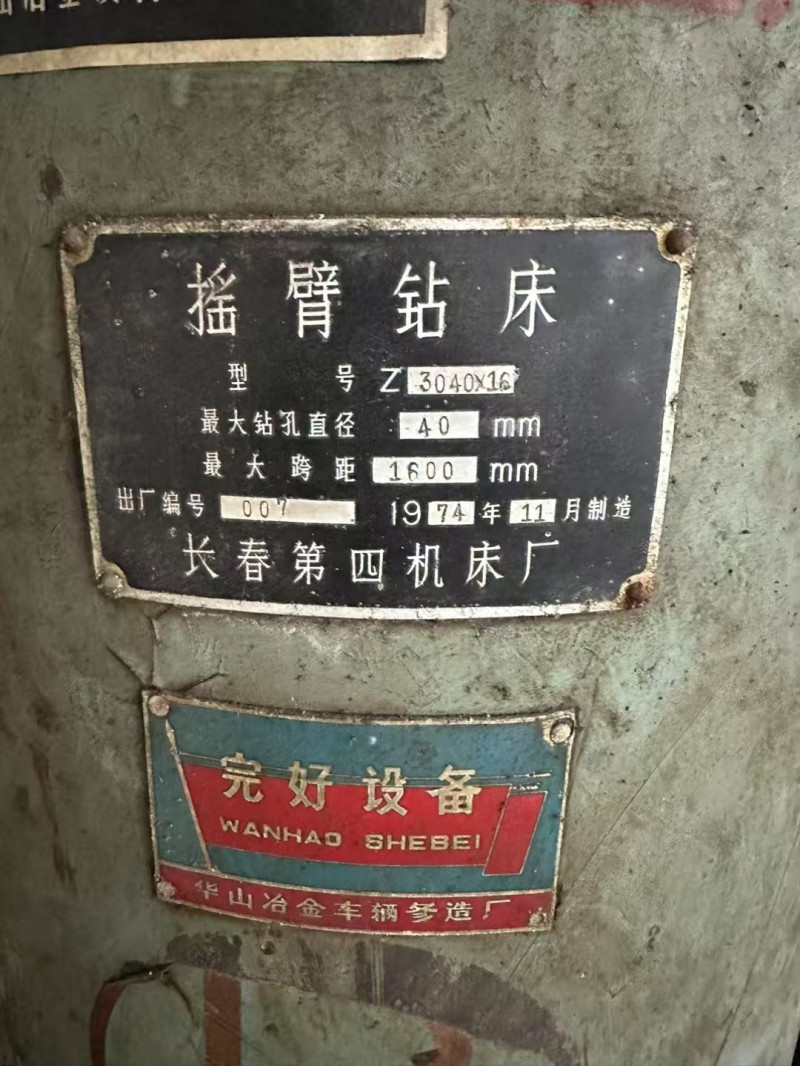 摇臂钻床
型号 Z 3040×16
最大钻孔直径 40 mm
最大跨距 1600 mm
出厂编号 007 1974年11月制造
长春第四机床厂
完好设备
WANHAO SHEBEI
华山冶金车辆修造厂